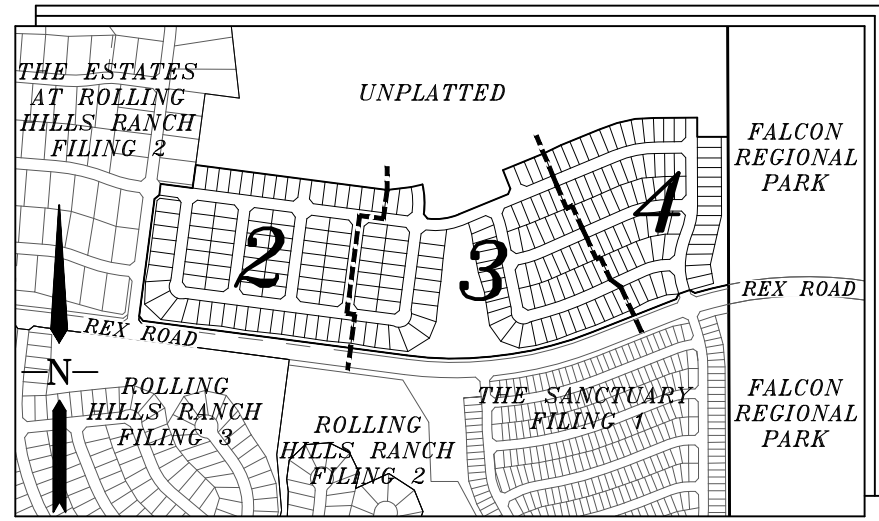 THE ESTATES
AT ROLLING
HILLS RANCH
FILING 2
UNPLATTED
FALCON
REGIONAL
PARK
2
3
4
REX ROAD
REX ROAD
N
ROLLING
HILLS RANCH
FILING 3
ROLLING
HILLS RANCH
FILING 2
THE SANCTUARY
FILING 1
FALCON
REGIONAL
PARK